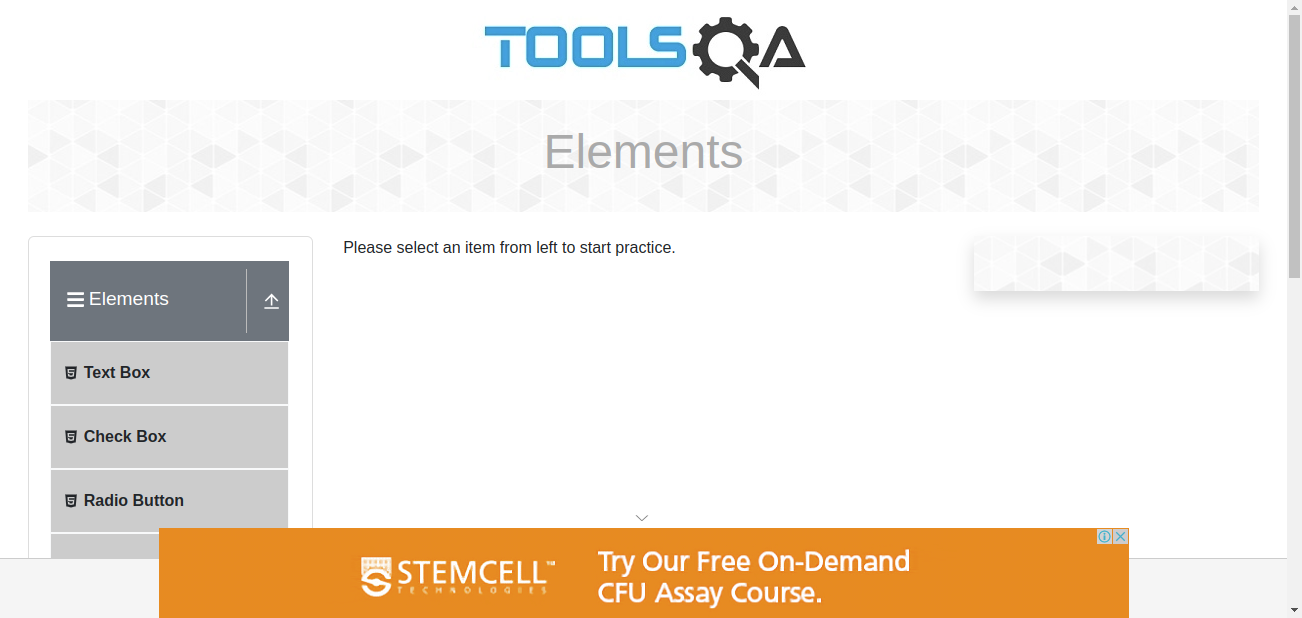 TOOLSQA
Elements
Elements
Please select an item from left to start practice.
Text Box
Check Box
Radio Button
STEMCELL™
TECHNOLOGIES
Try Our Free On-Demand
CFU Assay Course.